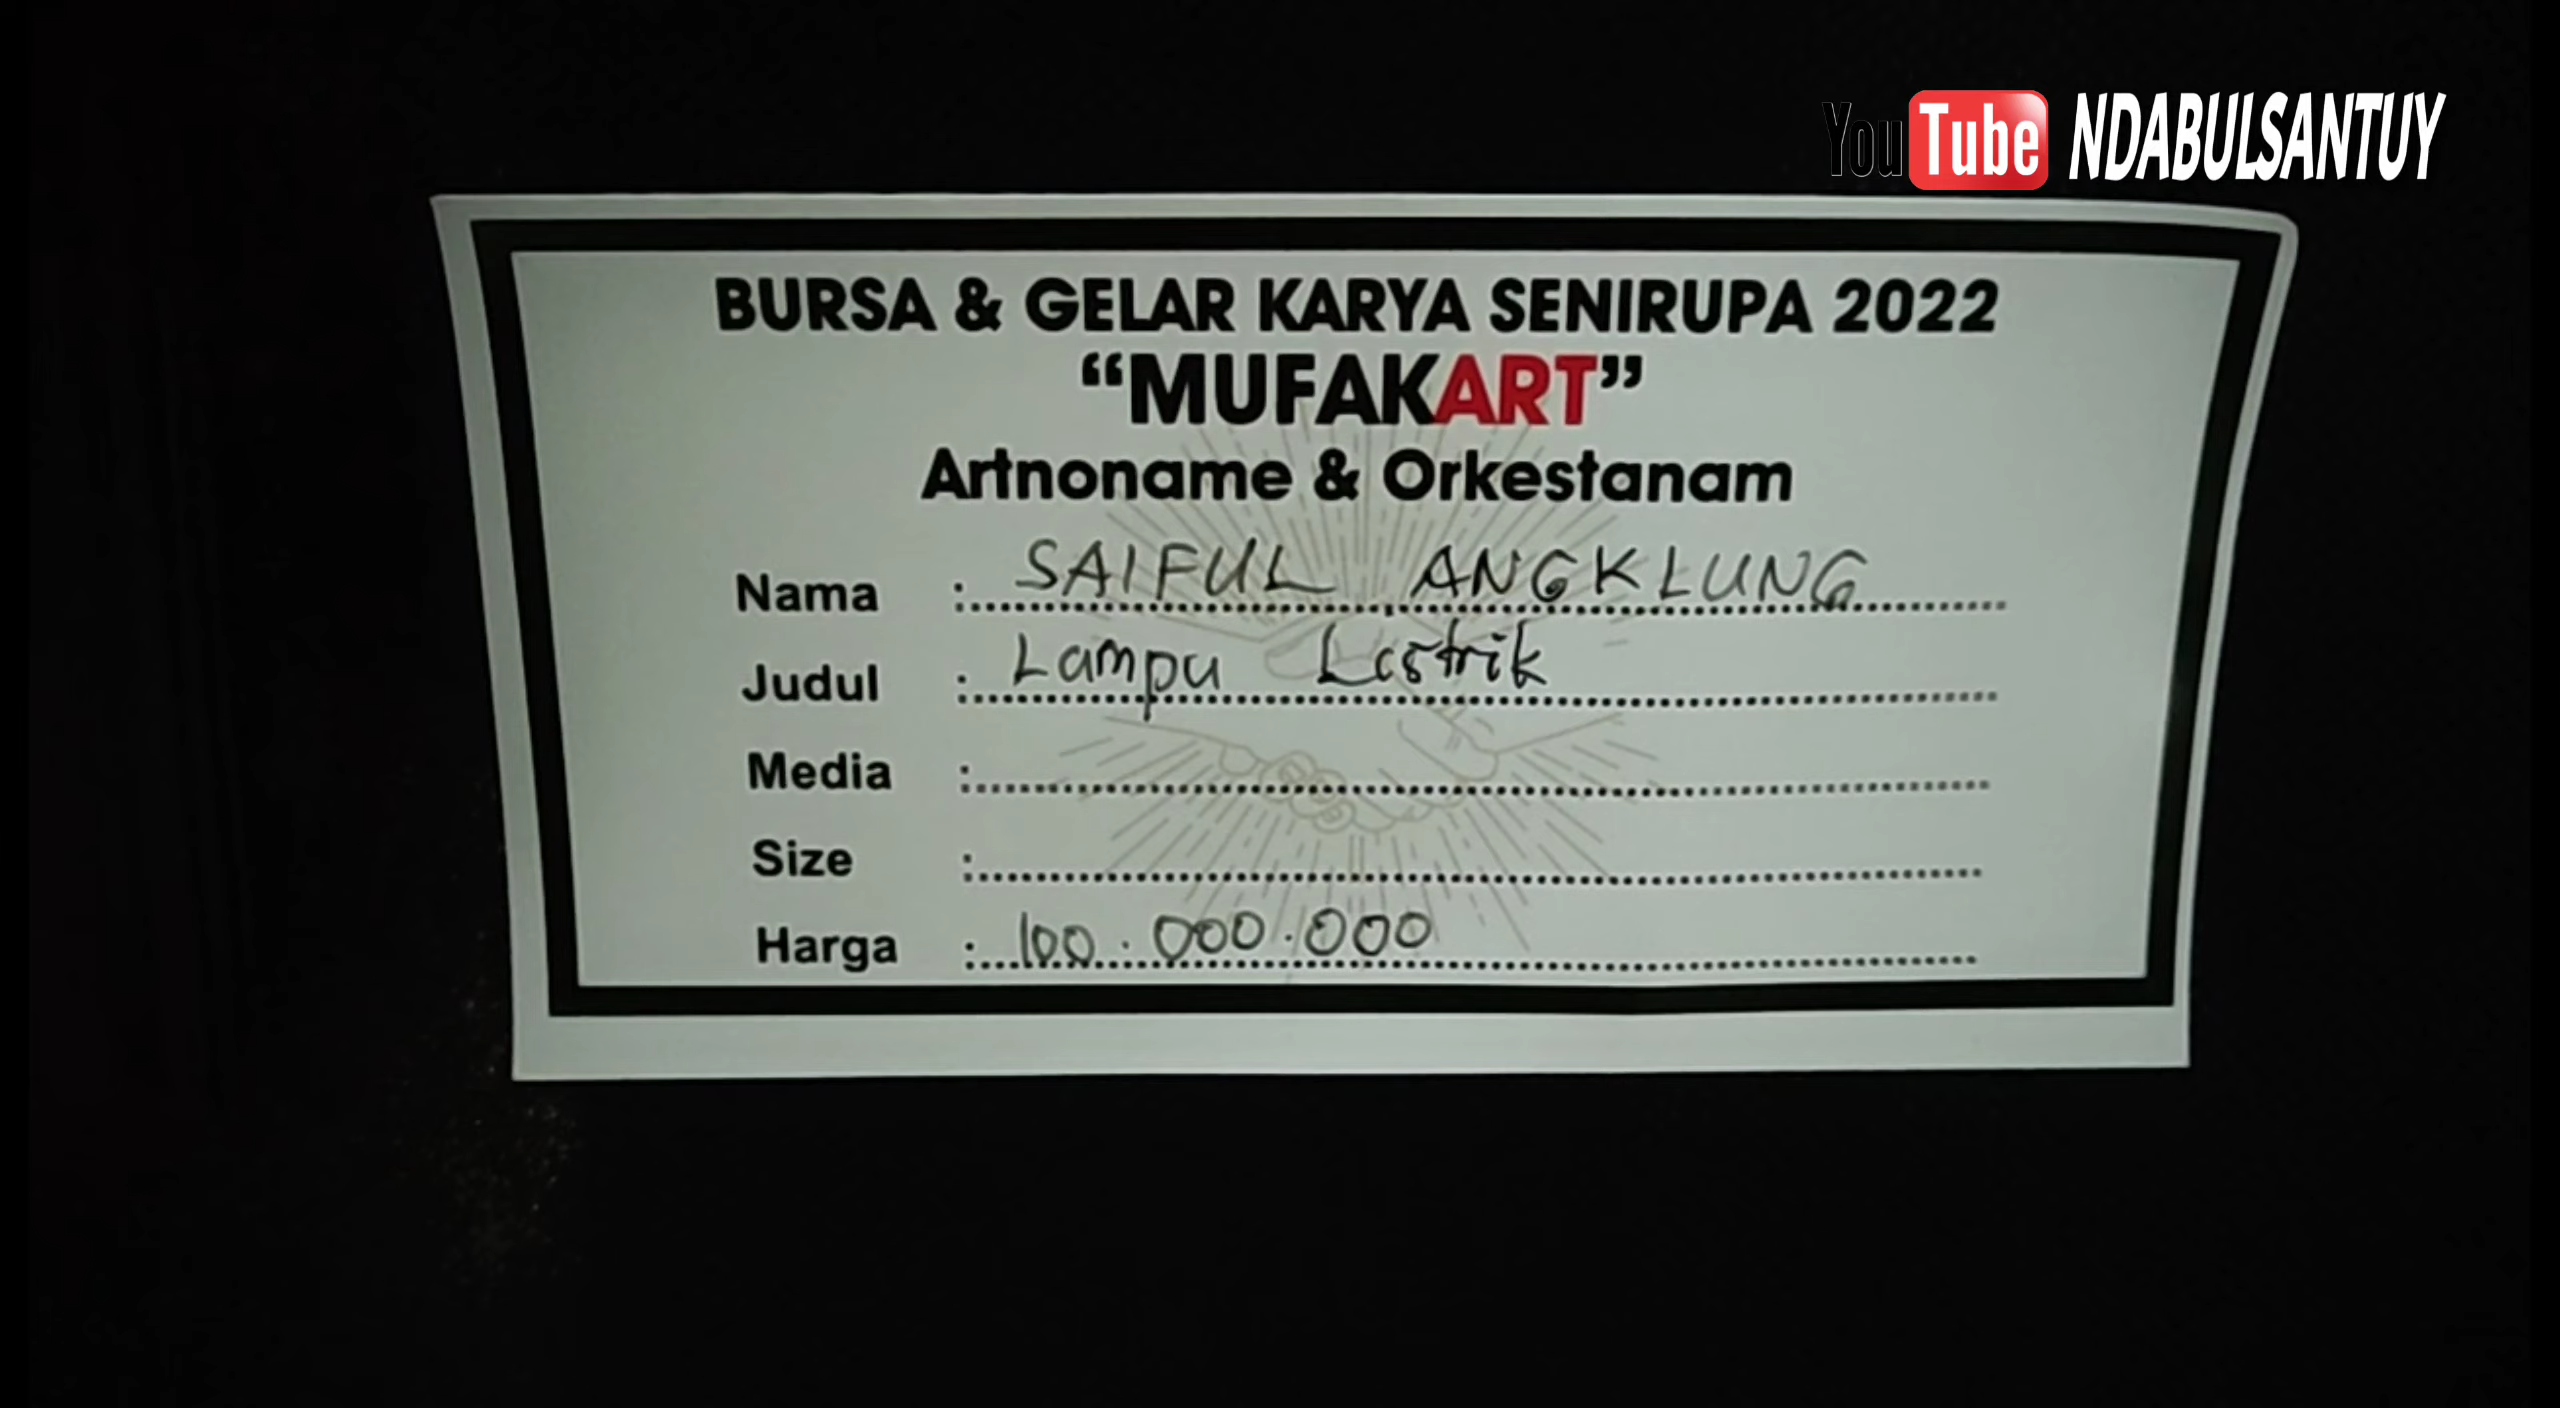 YouTube NDABULSANTUY
BURSA & GELAR KARYA SENIRUPA 2022
“MUFAKART”
Artnoname & Orkestanam
Nama : SAIFUL ANGKLUNG
Judul : Lampu Listrik
Media :
Size :
Harga : 100.000.000